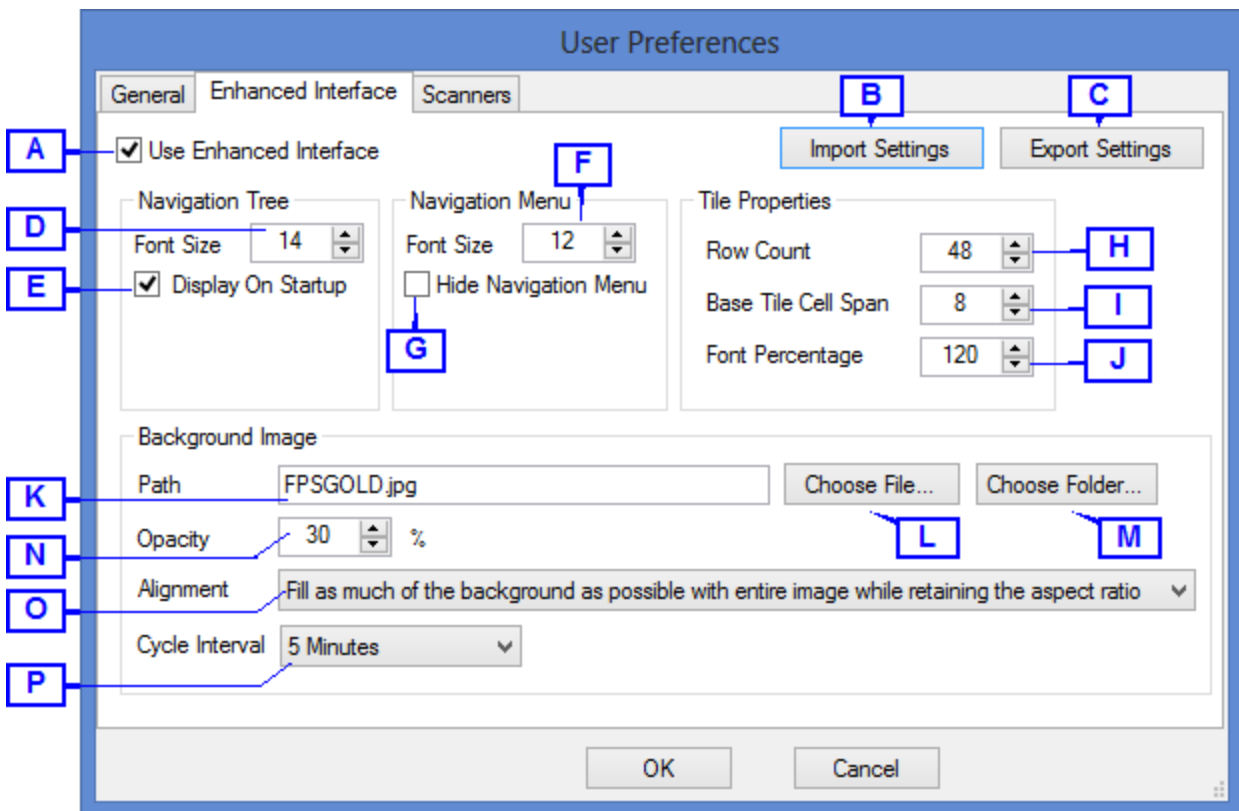 User Preferences
General Enhanced Interface Scanners
B C
A Use Enhanced Interface Import Settings Export Settings
F
Navigation Tree Navigation Menu Tile Properties
D Font Size 14 Font Size 12 Row Count 48 H
E Display On Startup Hide Navigation Menu Base Tile Cell Span 8 I
G Font Percentage 120 J
Background Image
K Path FPSGOLD.jpg Choose File... Choose Folder...
N Opacity 30 % L M
O Alignment Fill as much of the background as possible with entire image while retaining the aspect ratio
P Cycle Interval 5 Minutes
OK Cancel